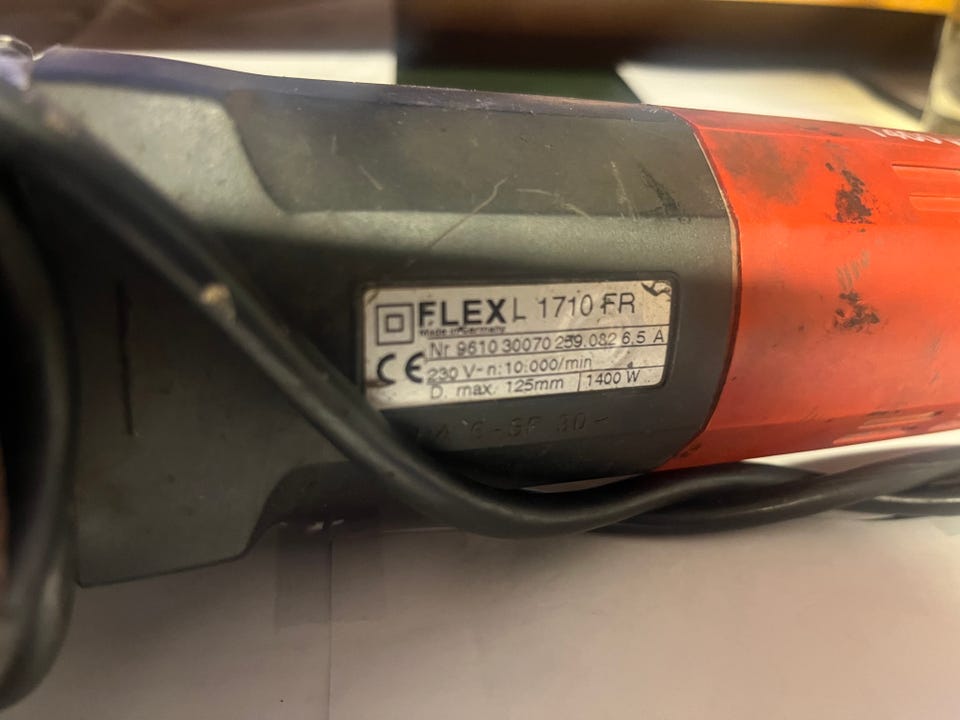 FLEX L 1710 FR
Made in Germany
Nr 9610 30070 259.082 6,5 A
CE 230 V~ n:10.000/min
D. max. 125mm 1400 W
1400